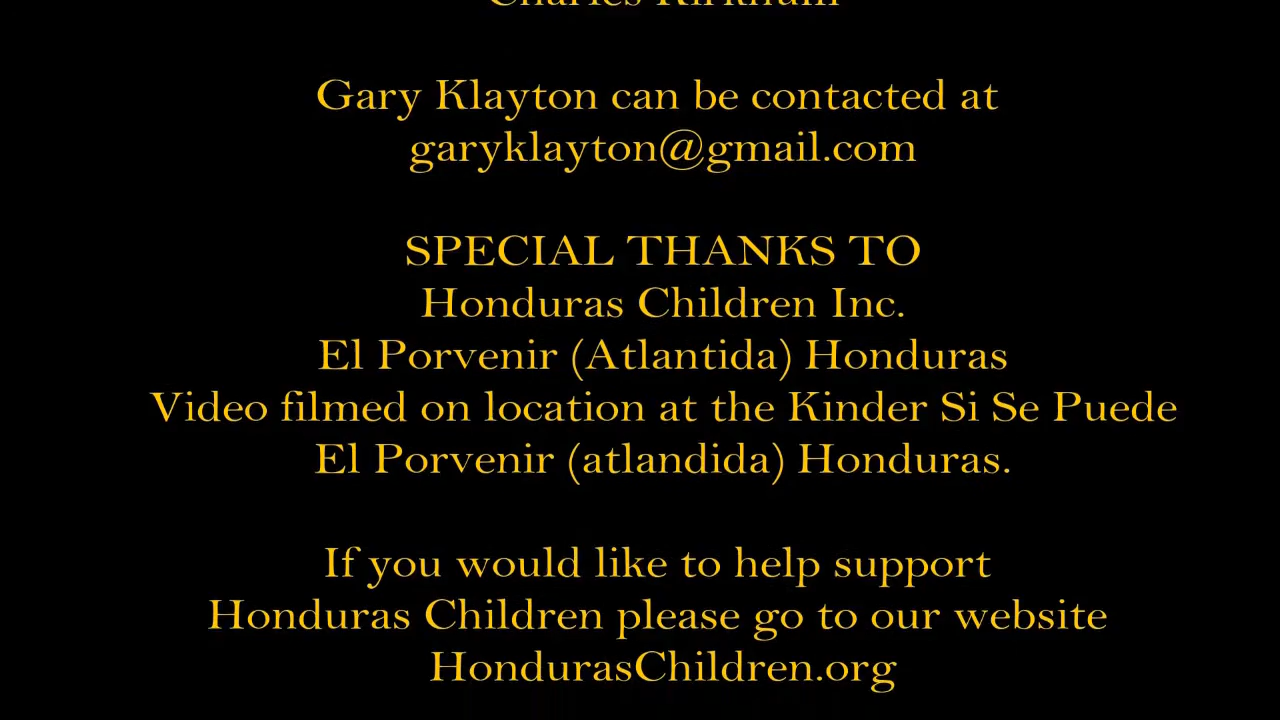 Gary Klayton can be contacted at
garyklayton@gmail.com
SPECIAL THANKS TO
Honduras Children Inc.
El Porvenir (Atlantida) Honduras
Video filmed on location at the Kinder Si Se Puede
El Porvenir (atlandida) Honduras.
If you would like to help support
Honduras Children please go to our website
HondurasChildren.org